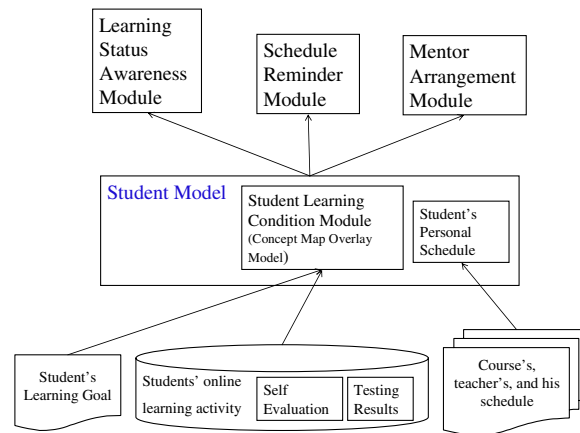 Learning
Status
Awareness
Module
Schedule
Reminder
Module
Mentor
Arrangement
Module
Student Model
Student Learning
Condition Module
(Concept Map Overlay
Model)
Student's
Personal
Schedule
Student's
Learning Goal
Students' online
learning activity
Self
Evaluation
Testing
Results
Course's,
teacher's, and his
schedule